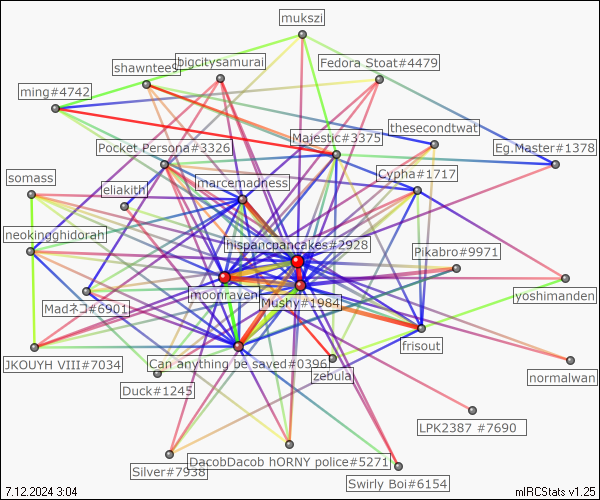 mukszi
bigcitysamurai
Fedora Stoat#4479
shawntee9
ming#4742
thesecondtwat
Majestic#3375
Pocket Persona#3326
Eg.Master#1378
Cypha#1717
somass
eliakith
marcemadness
neokingghidorah
hispancpancakes#2928
Pikabro#9971
moonraven
Mushy#1984
yoshimanden
Madネコ#6901
frisout
JKOUYH VIII#7034
Can anything be saved#0396
zebula
normalwan
Duck#1245
LPK2387 #7690
DacobDacob hORNY police#5271
Silver#7938
Swirly Boi#6154
7.12.2024 3:04
mIRCStats v1.25